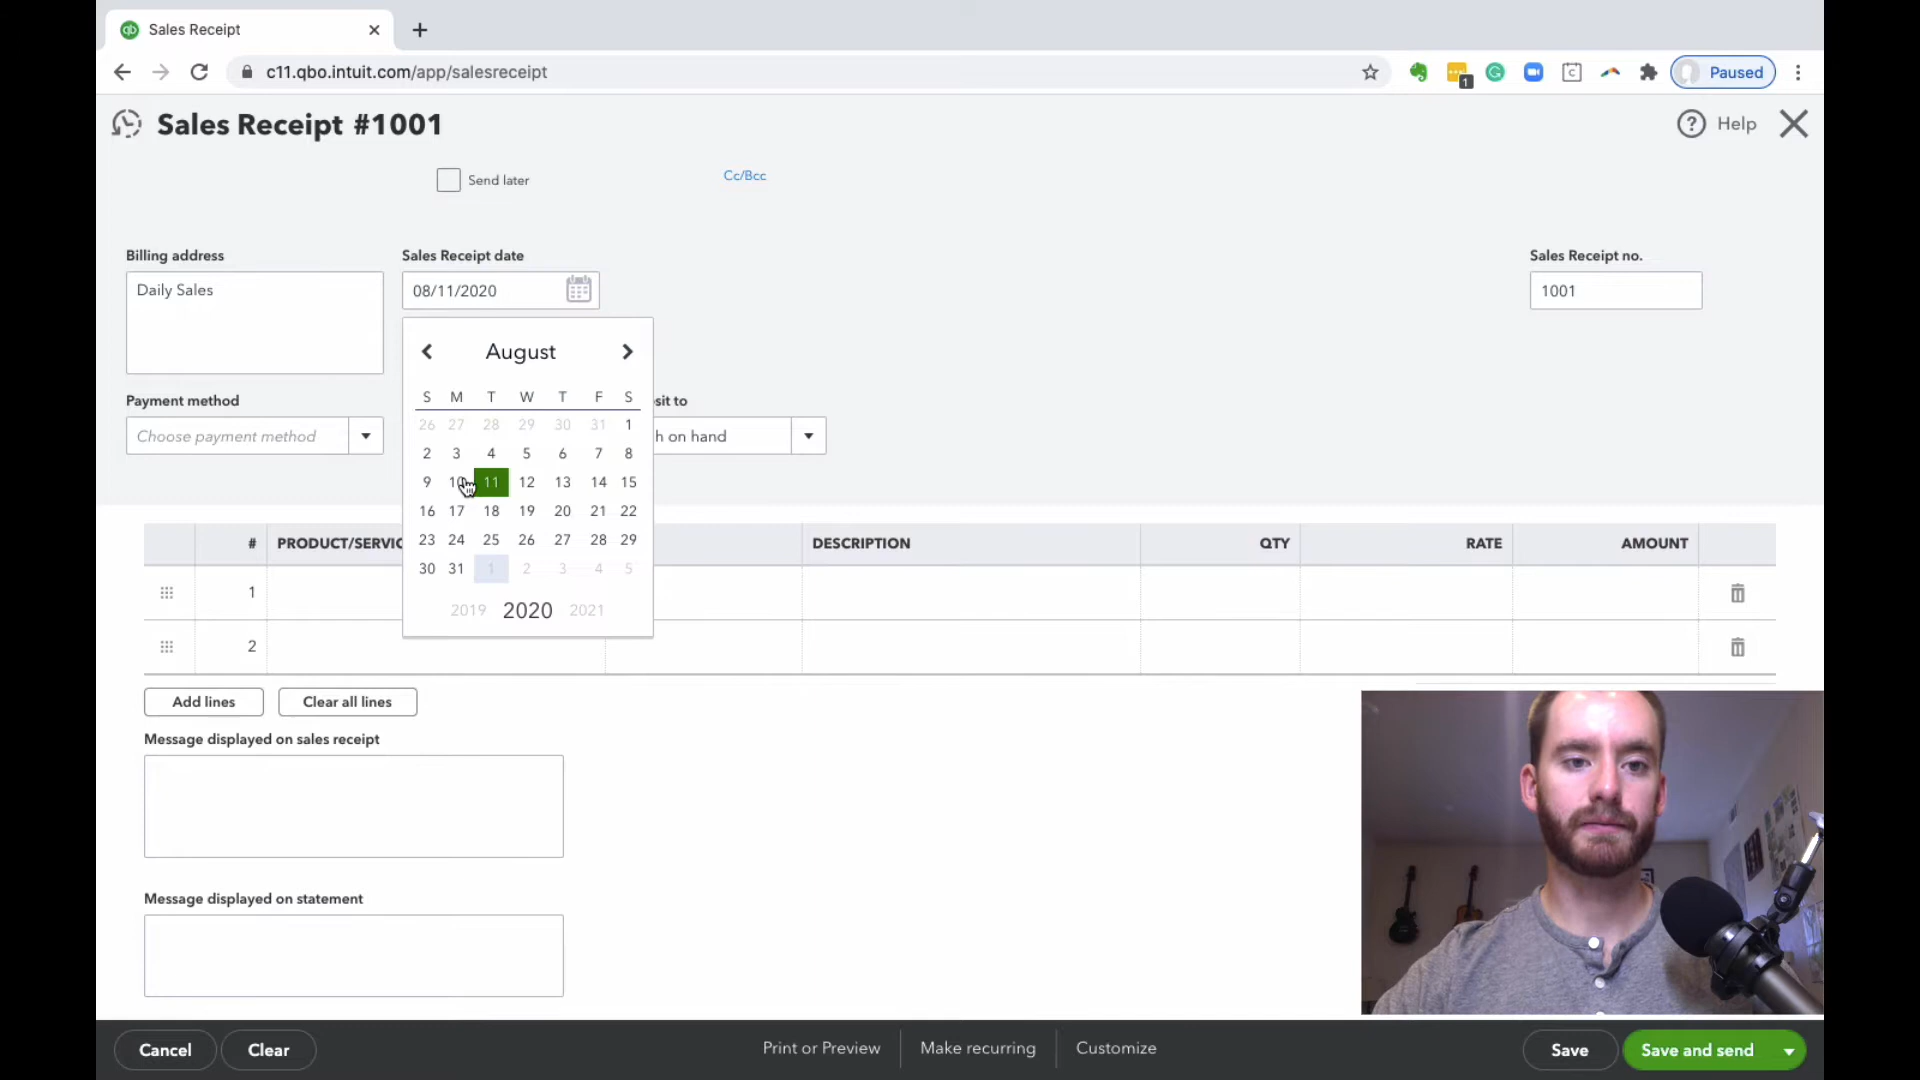 Sales Receipt
c11.qbo.intuit.com/app/salesreceipt
1
Paused
Sales Receipt #1001
Help
Send later
Cc/Bcc
Billing address
Sales Receipt date
Sales Receipt no.
Daily Sales
08/11/2020
1001
August
S M T W T F S
26 27 28 29 30 31 1
2 3 4 5 6 7 8
9 10 11 12 13 14 15
16 17 18 19 20 21 22
23 24 25 26 27 28 29
30 31 1 2 3 4 5
2019 2020 2021
Payment method
sit to
Choose payment method
h on hand
# PRODUCT/SERVIC DESCRIPTION QTY RATE AMOUNT
1
2
Add lines
Clear all lines
Message displayed on sales receipt
Message displayed on statement
Cancel
Clear
Print or Preview
Make recurring
Customize
Save
Save and send